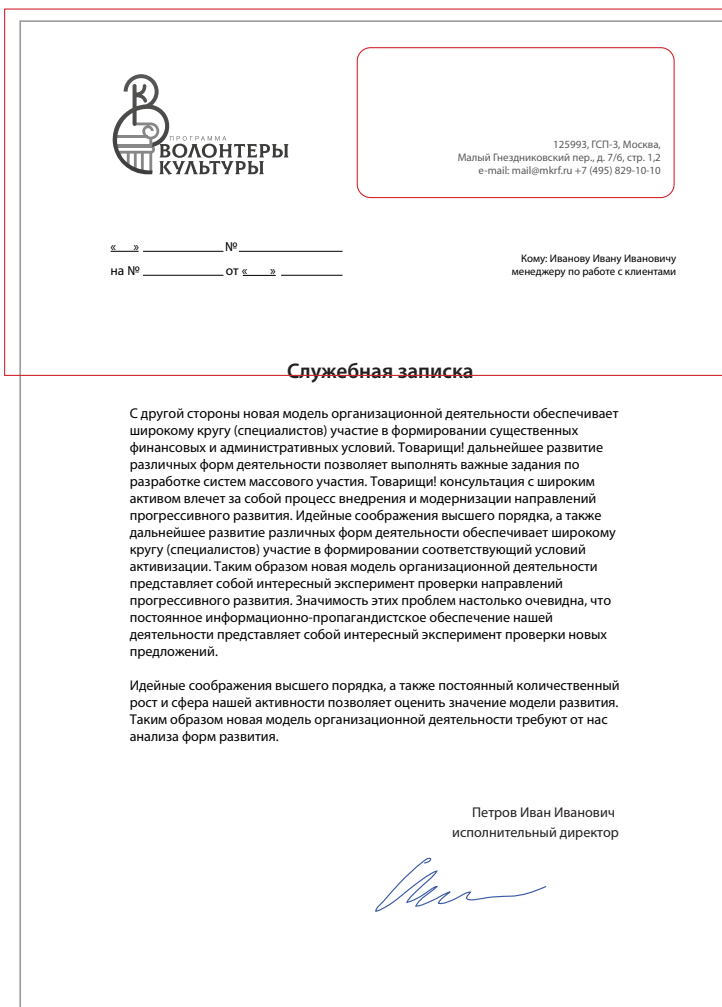 ПРОГРАММА
ВОЛОНТЕРЫ
КУЛЬТУРЫ
125993, ГСП-3, Москва,
Малый Гнездниковский пер., д. 7/6, стр. 1,2
e-mail: mail@mkrf.ru +7 (495) 829-10-10
«___» ______________ № __________________
на № ______________ от «____» ___________
Кому: Иванову Ивану Ивановичу
менеджеру по работе с клиентами
Служебная записка
С другой стороны новая модель организационной деятельности обеспечивает
широкому кругу (специалистов) участие в формировании существенных
финансовых и административных условий. Товарищи! дальнейшее развитие
различных форм деятельности позволяет выполнять важные задания по
разработке систем массового участия. Товарищи! консультация с широким
активом влечет за собой процесс внедрения и модернизации направлений
прогрессивного развития. Идейные соображения высшего порядка, а также
дальнейшее развитие различных форм деятельности обеспечивает широкому
кругу (специалистов) участие в формировании соответствующий условий
активизации. Таким образом новая модель организационной деятельности
представляет собой интересный эксперимент проверки направлений
прогрессивного развития. Значимость этих проблем настолько очевидна, что
постоянное информационно-пропагандистское обеспечение нашей
деятельности представляет собой интересный эксперимент проверки новых
предложений.
Идейные соображения высшего порядка, а также постоянный количественный
рост и сфера нашей активности позволяет оценить значение модели развития.
Таким образом новая модель организационной деятельности требуют от нас
анализа форм развития.
Петров Иван Иванович
исполнительный директор